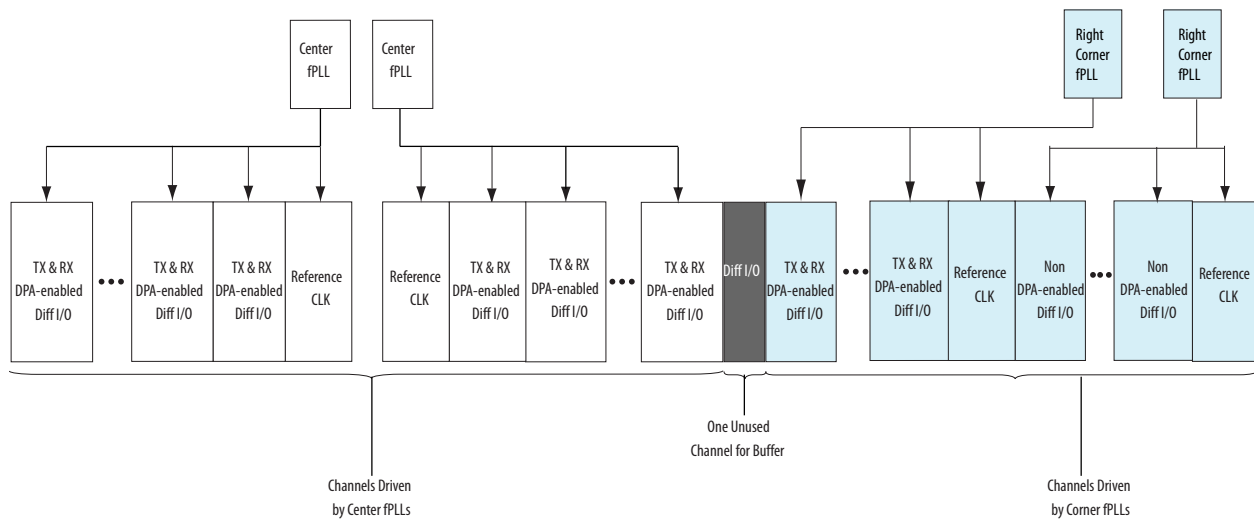 Center
fPLL
Center
fPLL
Right
Corner
fPLL
Right
Corner
fPLL
TX & RX
DPA-enabled
Diff I/O
•••
TX & RX
DPA-enabled
Diff I/O
TX & RX
DPA-enabled
Diff I/O
Reference
CLK
Reference
CLK
TX & RX
DPA-enabled
Diff I/O
TX & RX
DPA-enabled
Diff I/O
•••
TX & RX
DPA-enabled
Diff I/O
Diff I/O
TX & RX
DPA-enabled
Diff I/O
•••
TX & RX
DPA-enabled
Diff I/O
Reference
CLK
Non
DPA-enabled
Diff I/O
•••
Non
DPA-enabled
Diff I/O
Reference
CLK
One Unused
Channel for Buffer
Channels Driven
by Center fPLLs
Channels Driven
by Corner fPLLs